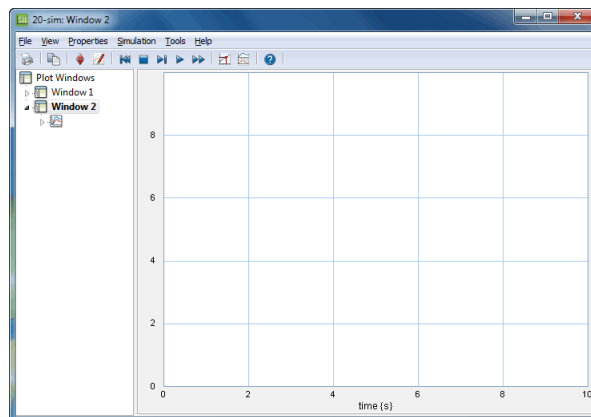 20-sim: Window 2
File View Properties Simulation Tools Help
Plot Windows
Window 1
Window 2
8
6
4
2
0
0 2 4 6 8 10
time {s}